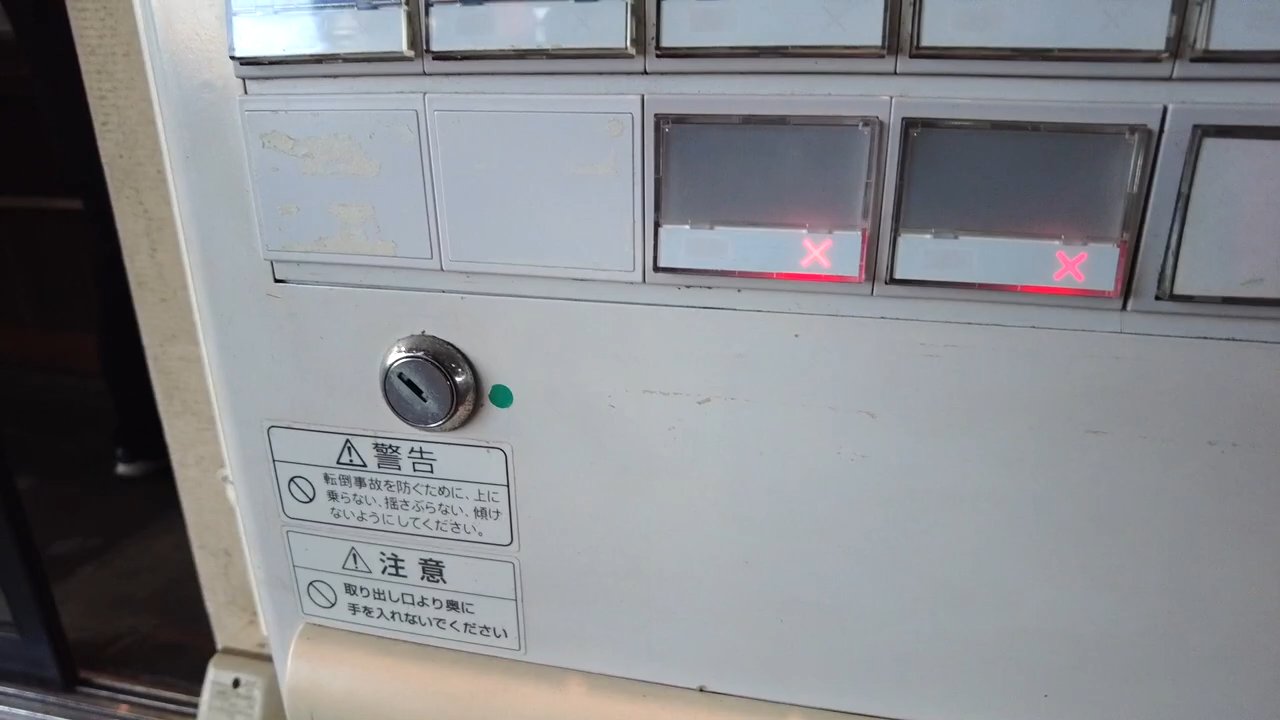 ×
×
警告
転倒事故を防ぐために、上に
乗らない、揺さぶらない、傾け
ないようにしてください。
注意
取り出し口より奥に
手を入れないでください